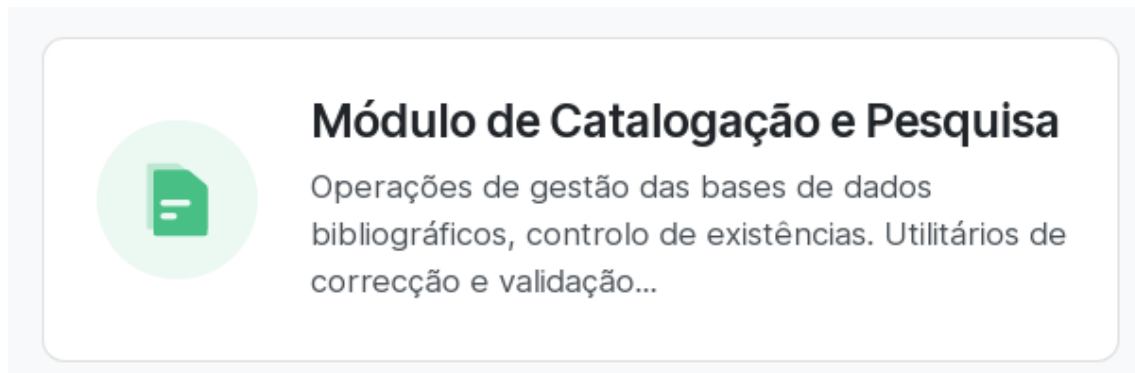 Módulo de Catalogação e Pesquisa
Operações de gestão das bases de dados
bibliográficos, controlo de existências. Utilitários de
correcção e validação...